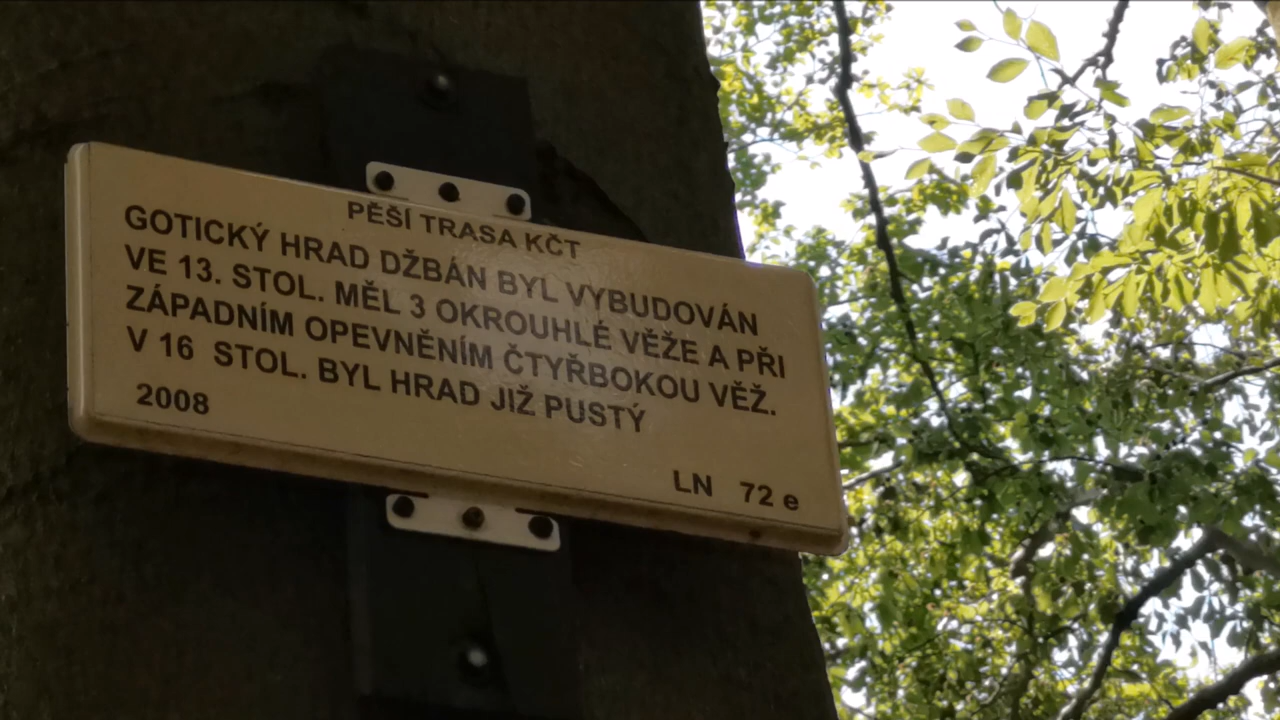 PĚŠÍ TRASA KČT
GOTICKÝ HRAD DŽBÁN BYL VYBUDOVÁN
VE 13. STOL. MĚL 3 OKROUHLÉ VĚŽE A PŘI
ZÁPADNÍM OPEVNĚNÍM ČTYŘBOKOU VĚŽ.
V 16 STOL. BYL HRAD JIŽ PUSTÝ
2008
LN 72 e